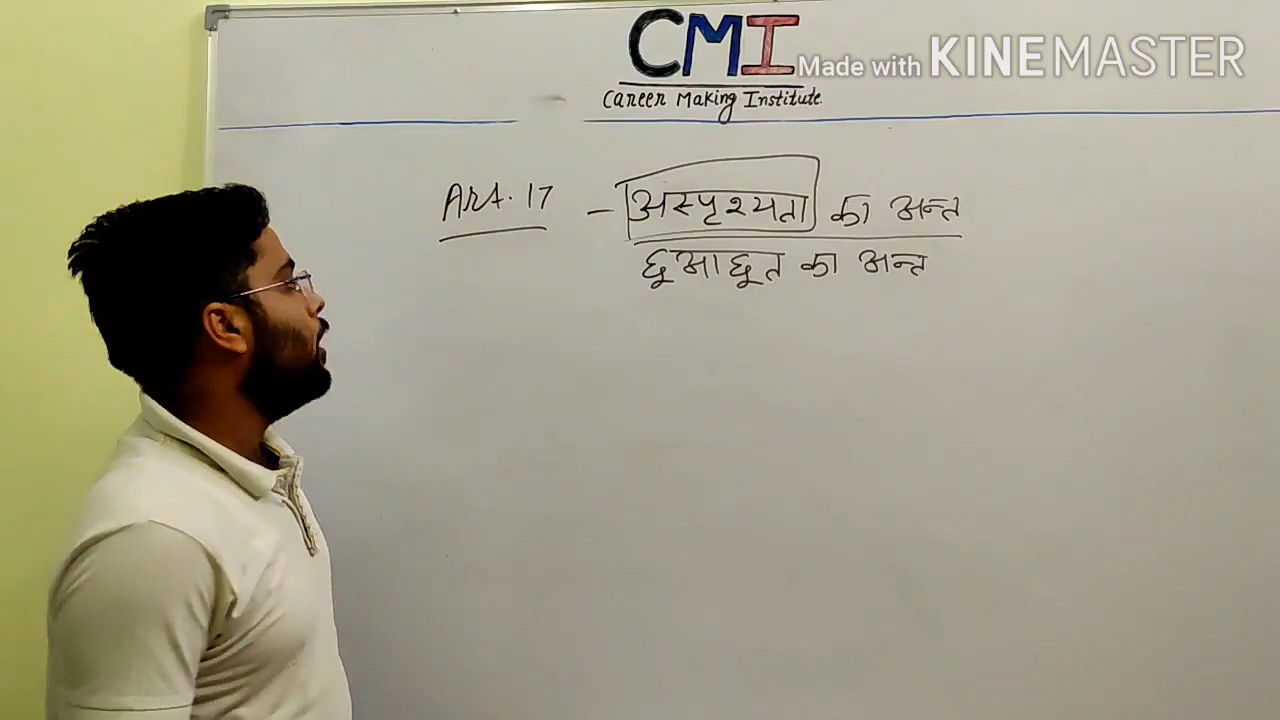 CMI
Made with KINEMASTER
Career Making Institute
Art. 17 - अस्पृश्यता का अन्त
छूआछूत का अन्त